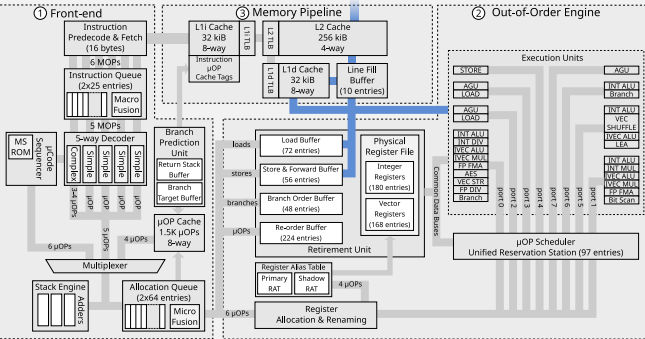 ① Front-end
Instruction
Predecode & Fetch
(16 bytes)
6 MOPs
Instruction Queue
(2x25 entries)
Macro
Fusion
5 MOPs
5-way Decoder
MS
ROM
µCode
Sequencer
Complex
Simple
Simple
Simple
Simple
3-4 µOPs
µOP
µOP
µOP
µOP
5 µOPs
Branch
Prediction
Unit
Return Stack
Buffer
Branch
Target Buffer
µOP Cache
1.5K µOPs
8-way
6 µOPs
4 µOPs
Multiplexer
Stack Engine
Adders
Allocation Queue
(2x64 entries)
Micro
Fusion
③ Memory Pipeline
L1i Cache
32 kiB
8-way
L1i TLB
Instruction
µOP
Cache Tags
L2 TLB
L2 Cache
256 kiB
4-way
L1d TLB
L1d Cache
32 kiB
8-way
Line Fill
Buffer
(10 entries)
loads
stores
branches
µOPs
Load Buffer
(72 entries)
Store & Forward Buffer
(56 entries)
Branch Order Buffer
(48 entries)
Re-order Buffer
(224 entries)
Physical
Register File
Integer
Registers
(180 entries)
Vector
Registers
(168 entries)
Retirement Unit
Register Alias Table
Primary
RAT
Shadow
RAT
4 µOPs
6 µOPs
Register
Allocation & Renaming
② Out-of-Order Engine
Execution Units
STORE
AGU
LOAD
AGU
LOAD
INT ALU
INT DIV
IVEC ALU
IVEC MUL
FP FMA
AES
VEC STR
FP DIV
Branch
AGU
INT ALU
Branch
INT ALU
VEC
SHUFFLE
IVEC ALU
LEA
INT ALU
INT MUL
IVEC ALU
IVEC MUL
FP FMA
Bit Scan
port 0
port 3
port 2
port 4
port 7
port 6
port 5
port 1
Common Data Buses
µOP Scheduler
Unified Reservation Station (97 entries)